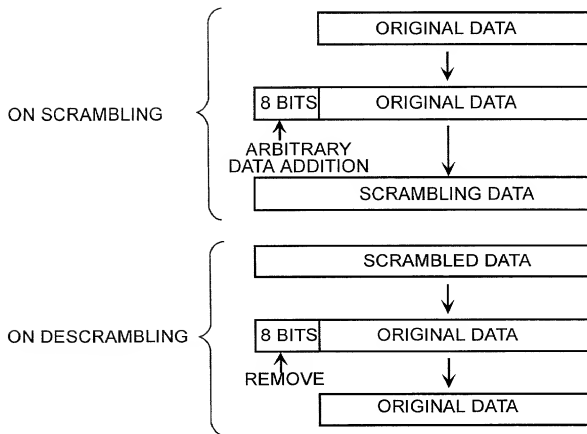 ORIGINAL DATA
ON SCRAMBLING
8 BITS
ORIGINAL DATA
ARBITRARY
DATA ADDITION
SCRAMBLING DATA
SCRAMBLED DATA
ON DESCRAMBLING
8 BITS
ORIGINAL DATA
REMOVE
ORIGINAL DATA